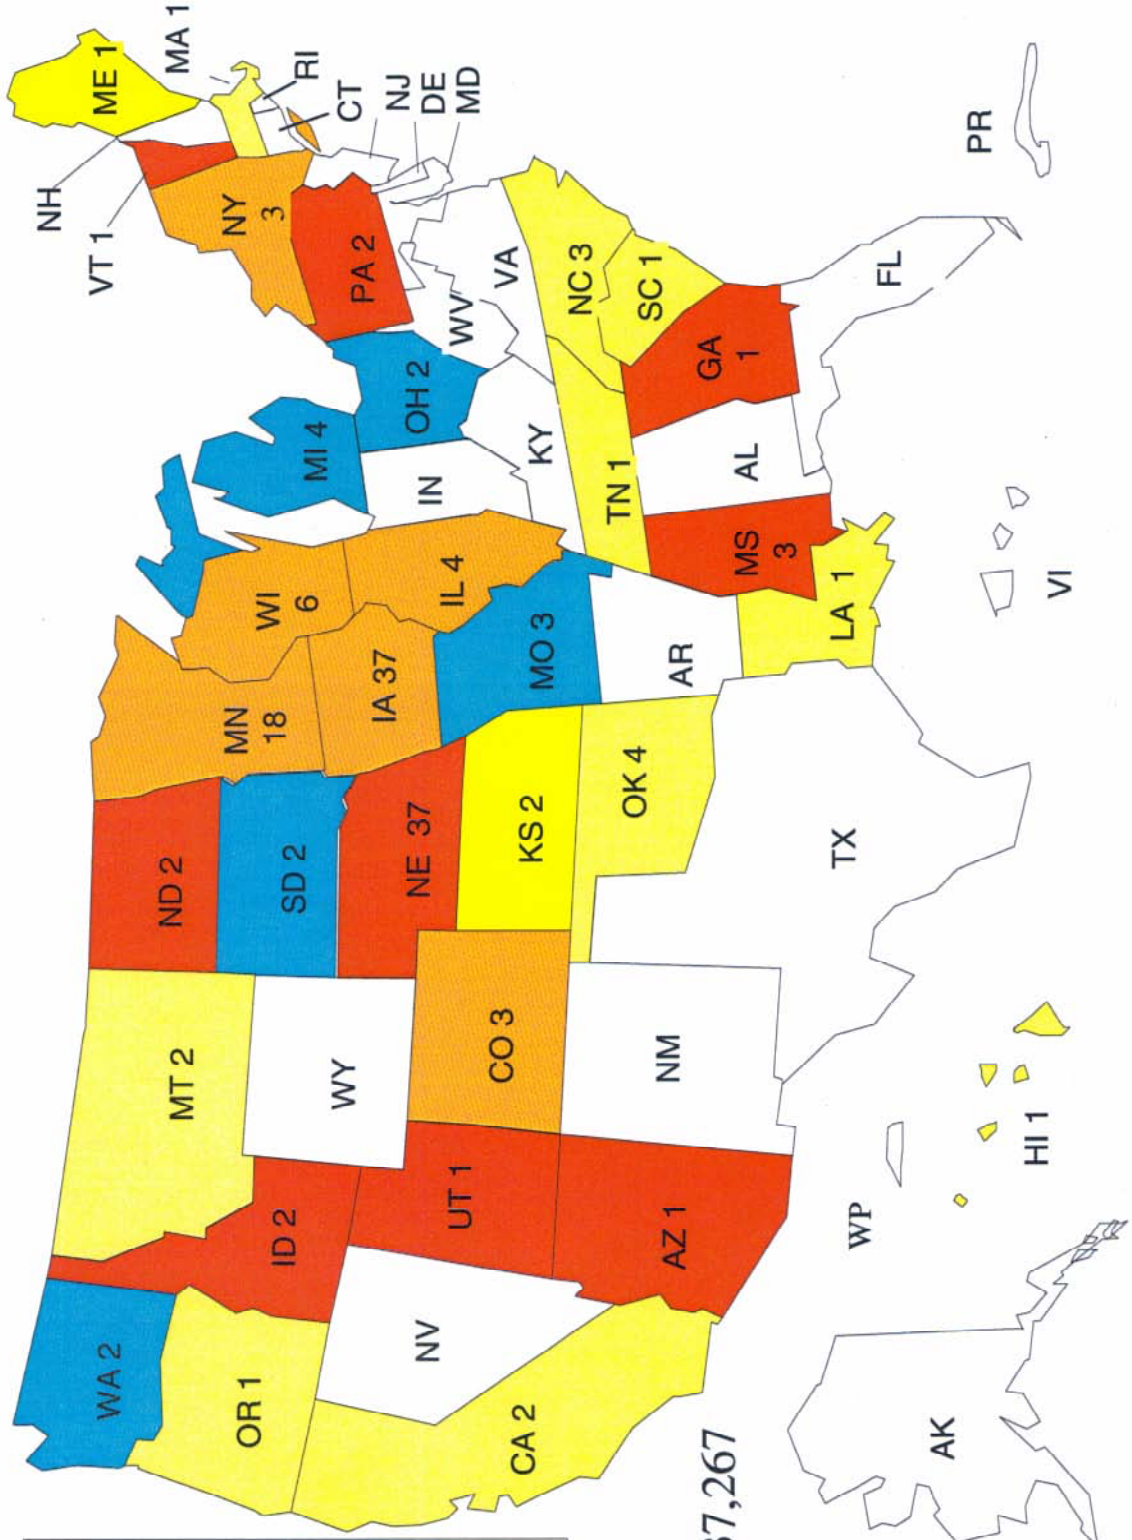 WA 2
OR 1
CA 2
NV
ID 2
MT 2
WY
UT 1
AZ 1
CO 3
NM
ND 2
SD 2
NE 37
KS 2
OK 4
TX
MN
18
IA 37
MO 3
AR
LA 1
WI
6
IL 4
MS
3
MI 4
IN
OH 2
KY
TN 1
AL
GA
1
FL
SC 1
NC 3
VA
WV
PA 2
NY
3
VT 1
NH
ME 1
MA 1
RI
CT
NJ
DE
MD
AK
HI 1
WP
VI
PR
7,267